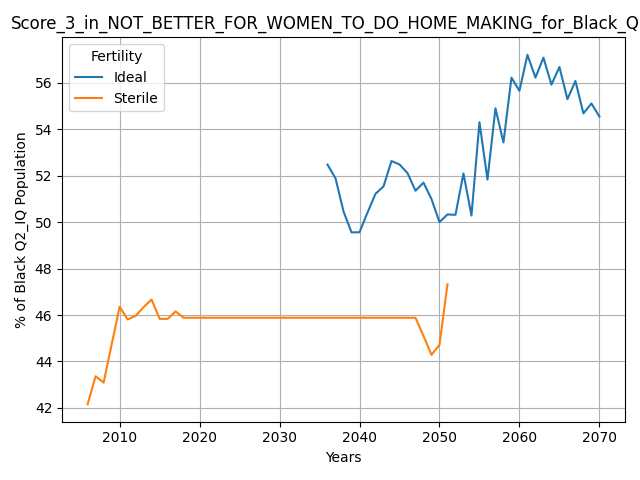 Score_3_in_NOT_BETTER_FOR_WOMEN_TO_DO_HOME_MAKING_for_Black_Q
Fertility
Ideal
Sterile
% of Black Q2_IQ Population
56
54
52
50
48
46
44
42
2010 2020 2030 2040 2050 2060 2070
Years